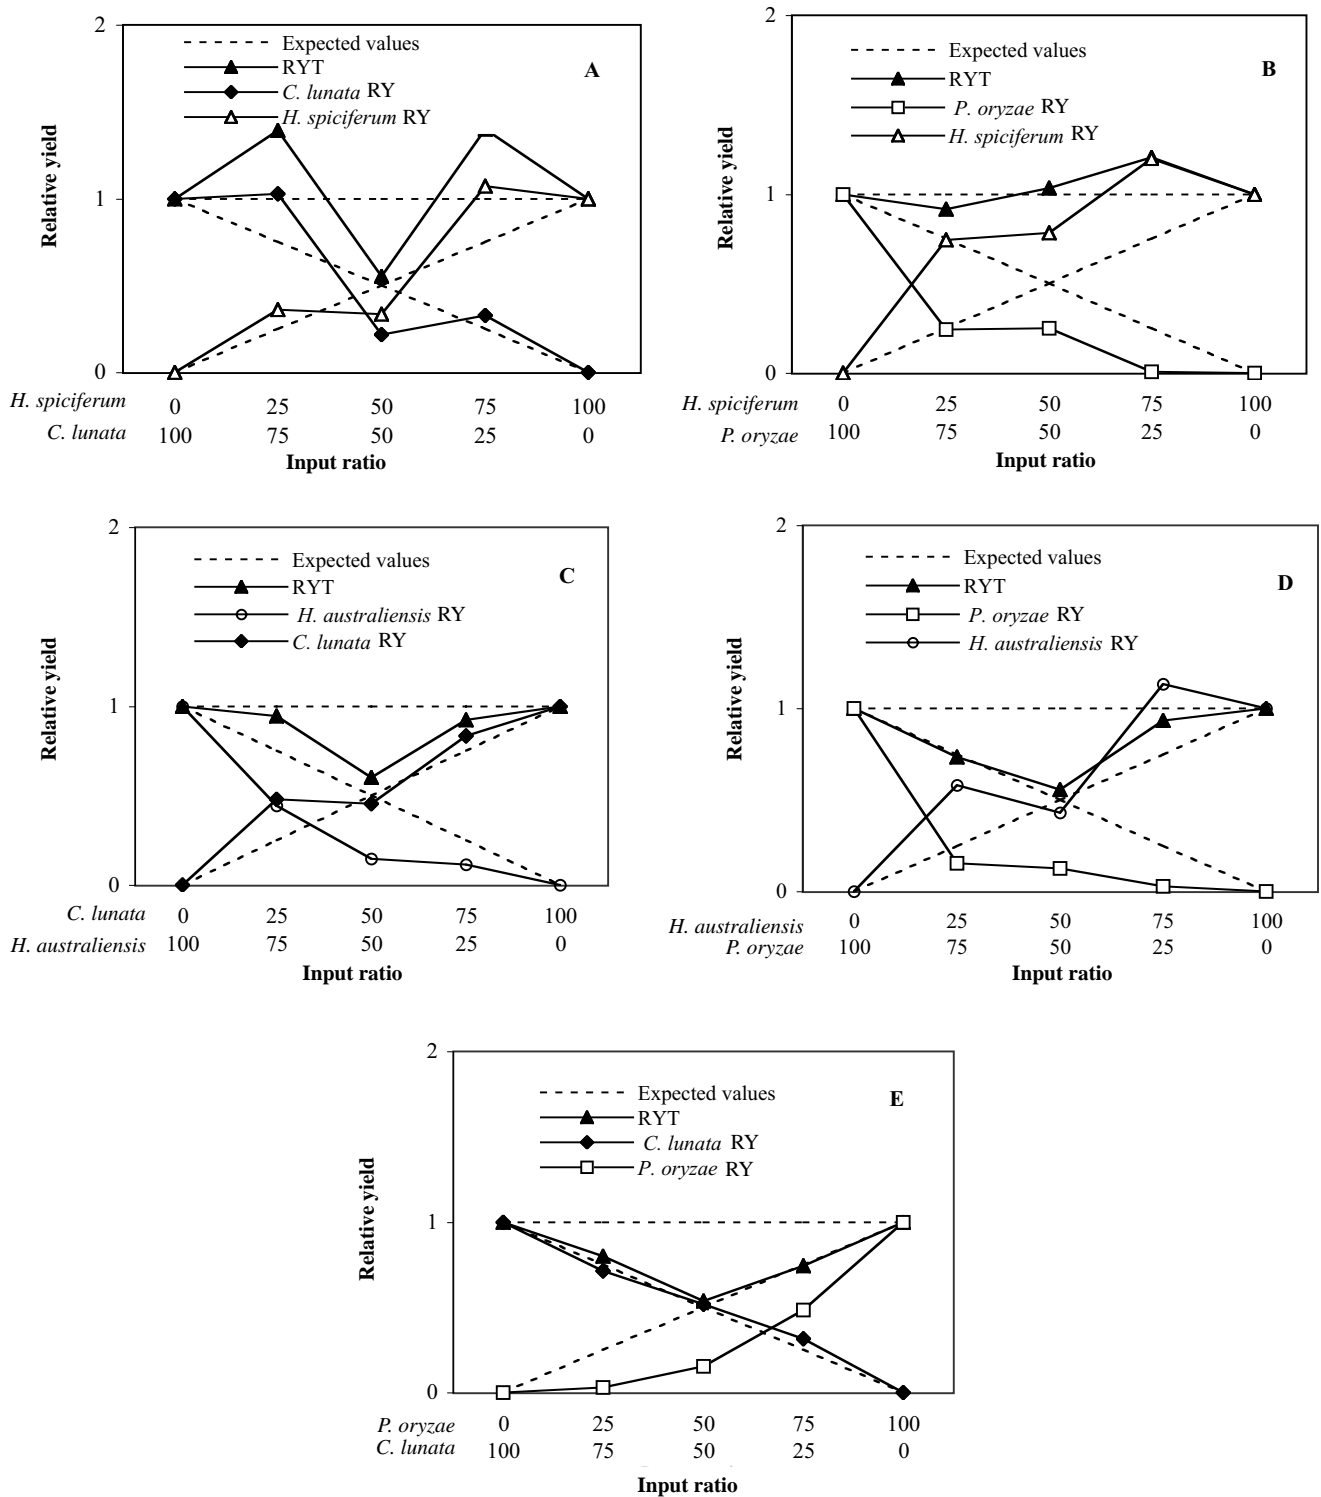 2
Expected values
RYT
C. lunata RY
H. spiciferum RY
A
Relative yield
1
0
H. spiciferum 0 25 50 75 100
C. lunata 100 75 50 25 0
Input ratio
2
Expected values
RYT
P. oryzae RY
H. spiciferum RY
B
Relative yield
1
0
H. spiciferum 0 25 50 75 100
P. oryzae 100 75 50 25 0
Input ratio
2
Expected values
RYT
H. australiensis RY
C. lunata RY
C
Relative yield
1
0
C. lunata 0 25 50 75 100
H. australiensis 100 75 50 25 0
Input ratio
2
Expected values
RYT
P. oryzae RY
H. australiensis RY
D
Relative yield
1
0
H. australiensis 0 25 50 75 100
P. oryzae 100 75 50 25 0
Input ratio
2
Expected values
RYT
C. lunata RY
P. oryzae RY
E
Relative yield
1
0
P. oryzae 0 25 50 75 100
C. lunata 100 75 50 25 0
Input ratio